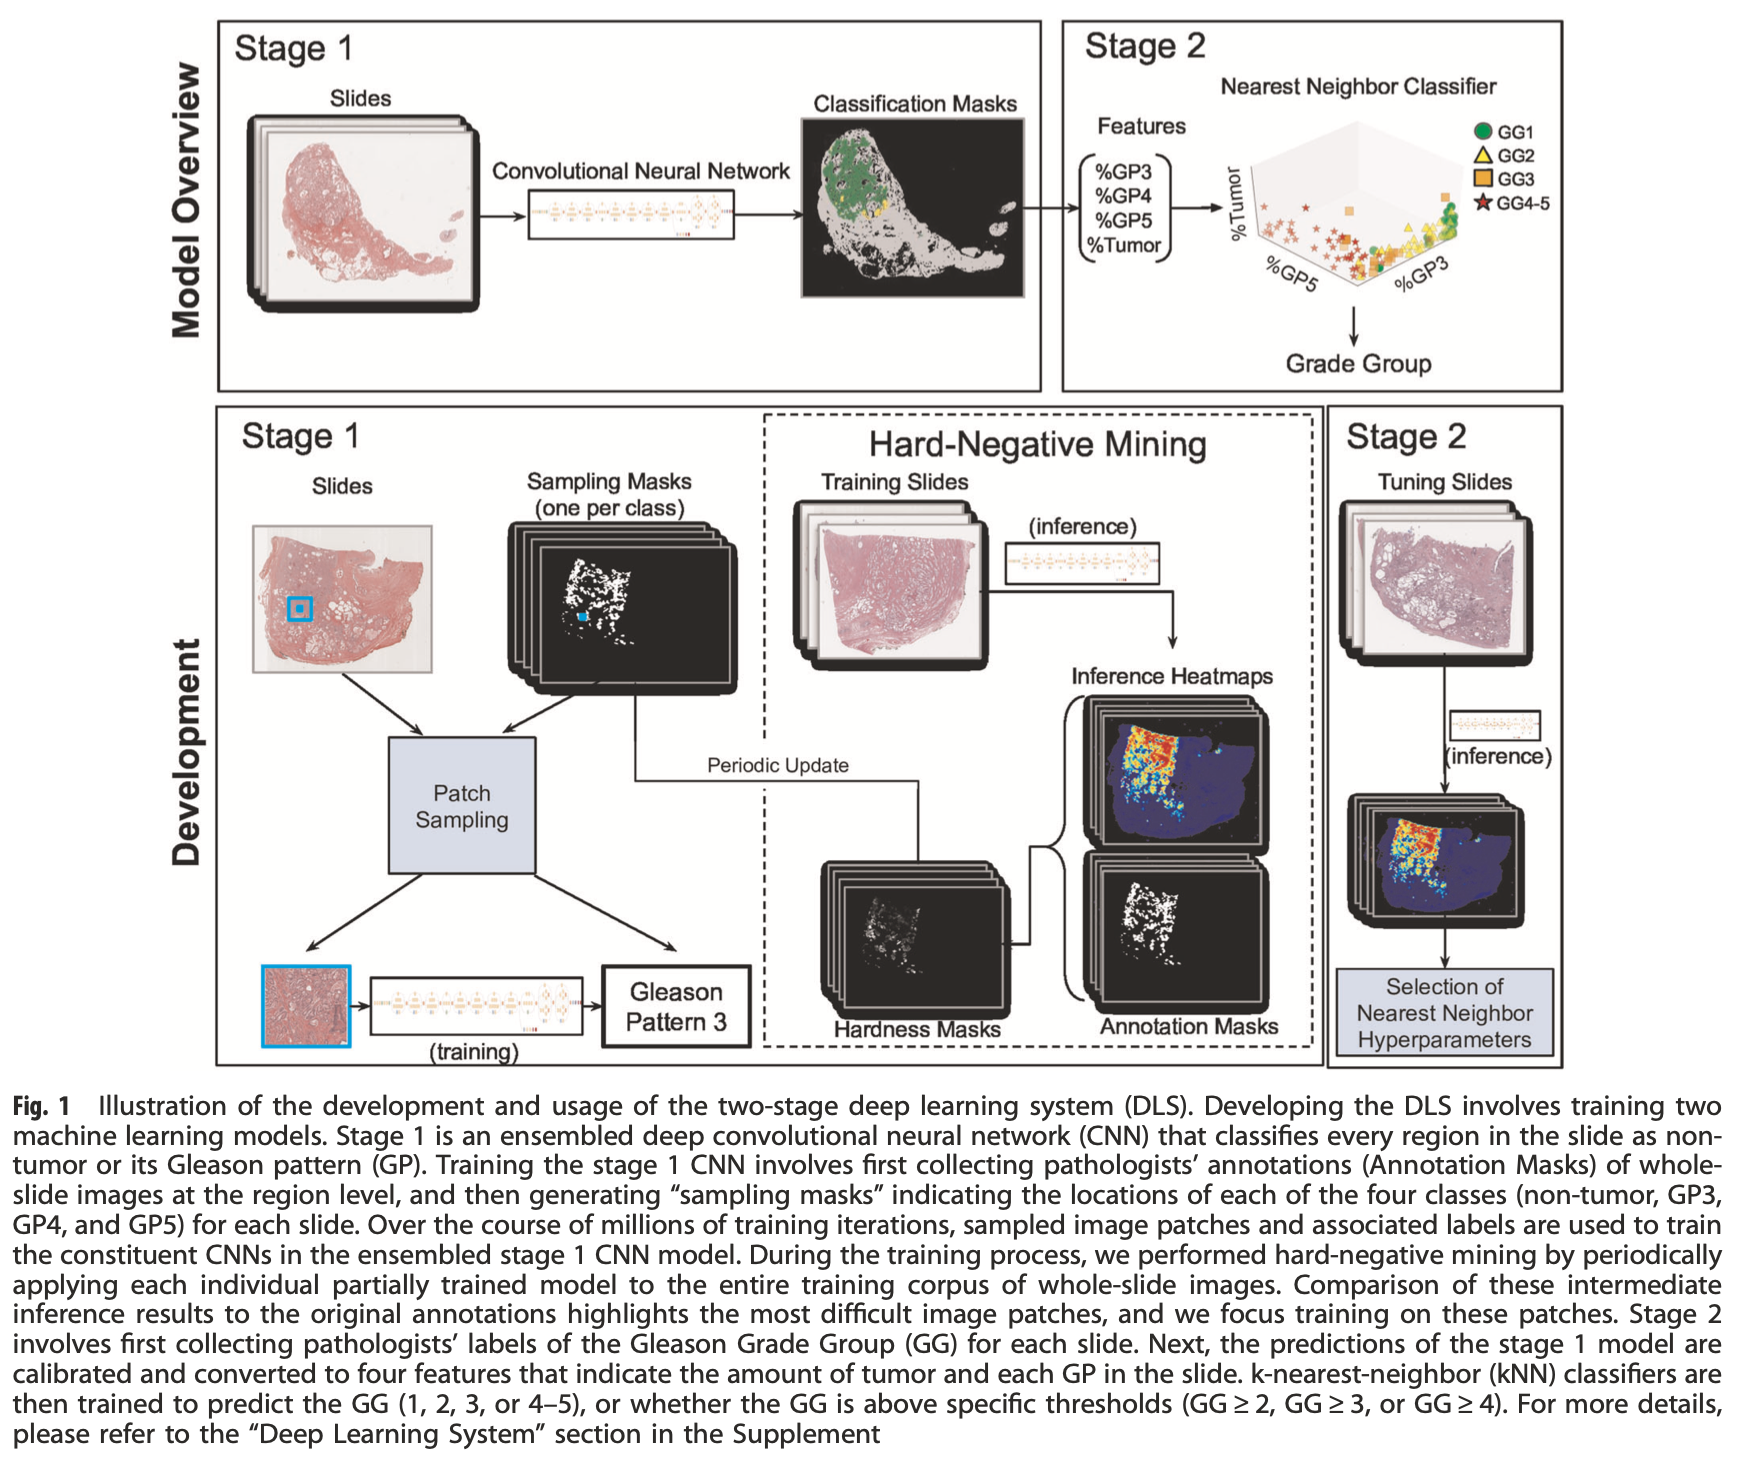 Model Overview
Stage 1
Slides
Convolutional Neural Network
Classification Masks
Stage 2
Nearest Neighbor Classifier
Features
%GP3
%GP4
%GP5
%Tumor
%Tumor
%GP5
%GP3
GG1
GG2
GG3
GG4-5
Grade Group
Development
Stage 1
Slides
Sampling Masks
(one per class)
Patch
Sampling
(training)
Gleason
Pattern 3
Periodic Update
Hard-Negative Mining
Training Slides
(inference)
Inference Heatmaps
Hardness Masks
Annotation Masks
Stage 2
Tuning Slides
(inference)
Selection of
Nearest Neighbor
Hyperparameters
Fig. 1 Illustration of the development and usage of the two-stage deep learning system (DLS). Developing the DLS involves training two
machine learning models. Stage 1 is an ensembled deep convolutional neural network (CNN) that classifies every region in the slide as non-
tumor or its Gleason pattern (GP). Training the stage 1 CNN involves first collecting pathologists’ annotations (Annotation Masks) of whole-
slide images at the region level, and then generating “sampling masks” indicating the locations of each of the four classes (non-tumor, GP3,
GP4, and GP5) for each slide. Over the course of millions of training iterations, sampled image patches and associated labels are used to train
the constituent CNNs in the ensembled stage 1 CNN model. During the training process, we performed hard-negative mining by periodically
applying each individual partially trained model to the entire training corpus of whole-slide images. Comparison of these intermediate
inference results to the original annotations highlights the most difficult image patches, and we focus training on these patches. Stage 2
involves first collecting pathologists’ labels of the Gleason Grade Group (GG) for each slide. Next, the predictions of the stage 1 model are
calibrated and converted to four features that indicate the amount of tumor and each GP in the slide. k-nearest-neighbor (kNN) classifiers are
then trained to predict the GG (1, 2, 3, or 4–5), or whether the GG is above specific thresholds (GG ≥ 2, GG ≥ 3, or GG ≥ 4). For more details,
please refer to the “Deep Learning System” section in the Supplement